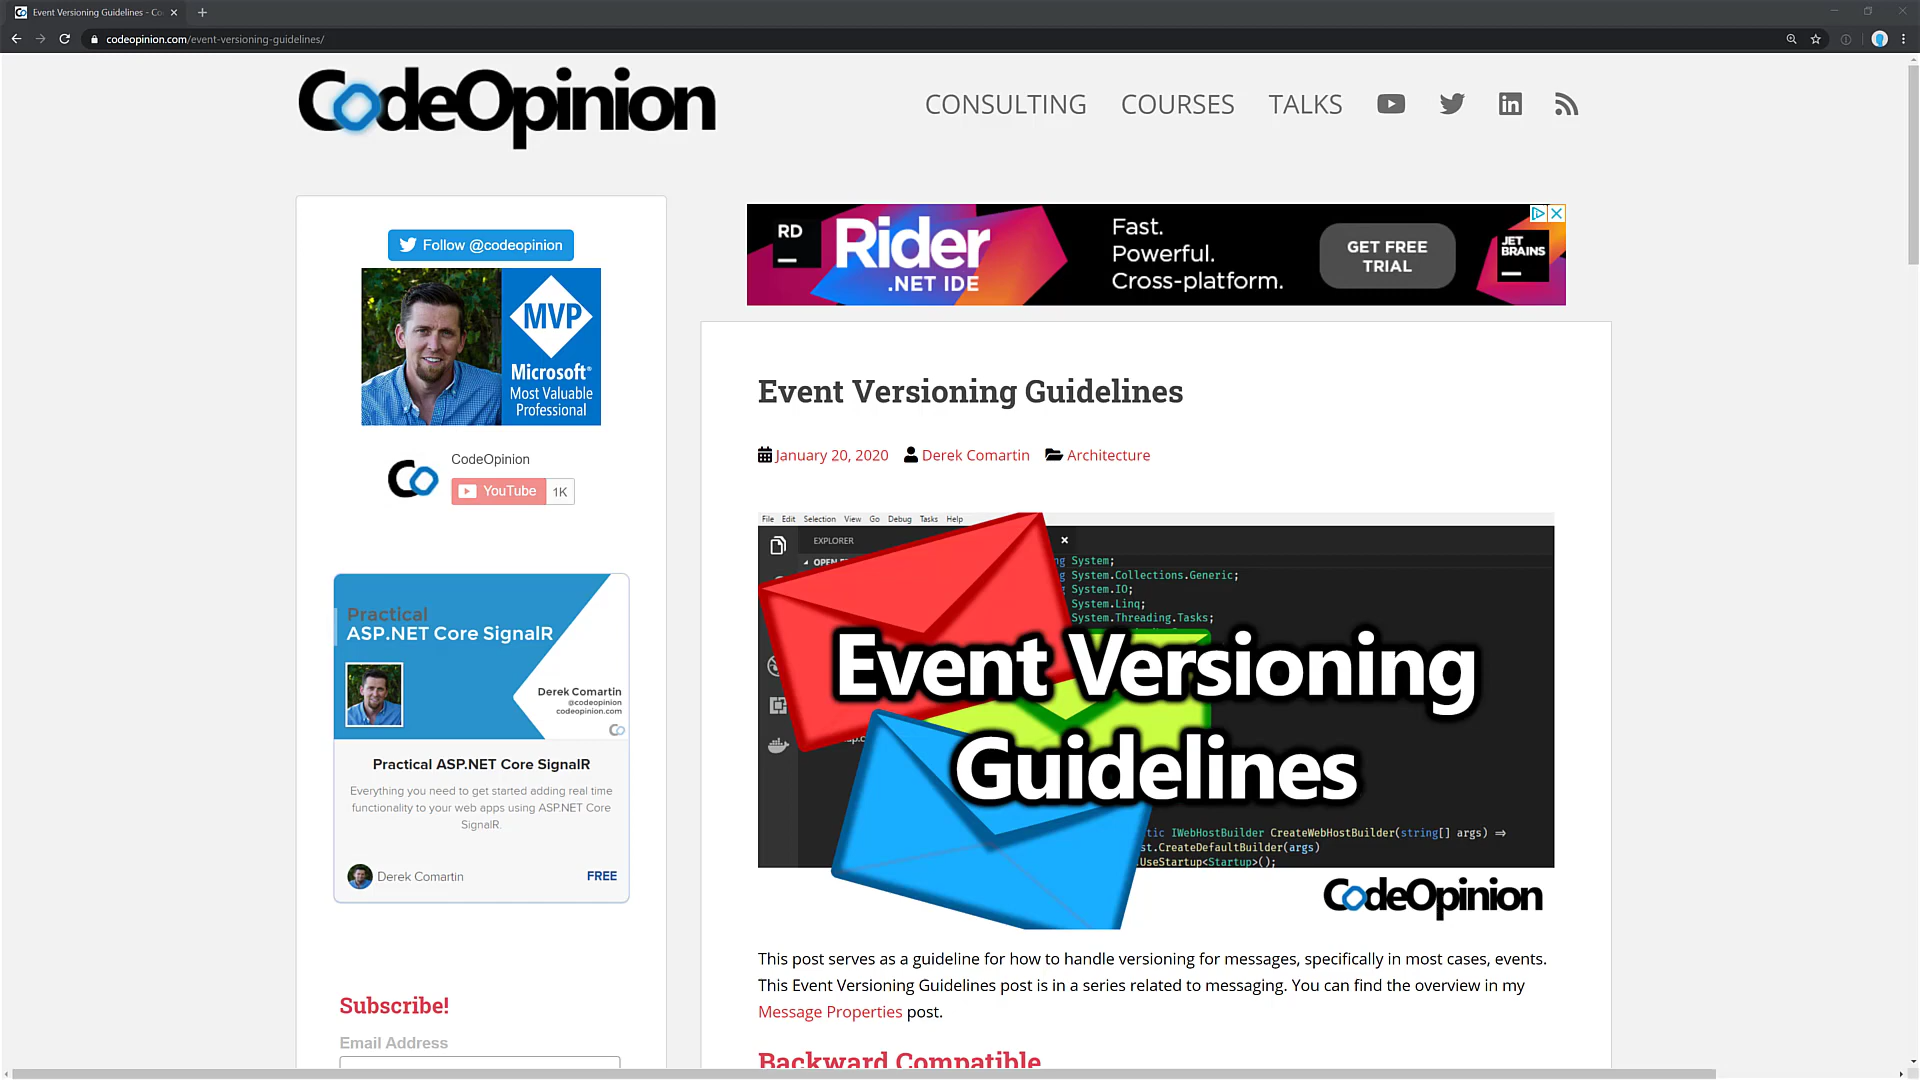 Event Versioning Guidelines - Co
codeopinion.com/event-versioning-guidelines/
CodeOpinion
CONSULTING
COURSES
TALKS
Follow @codeopinion
MVP
Microsoft®
Most Valuable
Professional
CodeOpinion
YouTube
1K
Practical
ASP.NET Core SignalR
Derek Comartin
@codeopinion
codeopinion.com
Practical ASP.NET Core SignalR
Everything you need to get started adding real time
functionality to your web apps using ASP.NET Core
SignalR.
Derek Comartin
FREE
Subscribe!
Email Address
RD
Rider
.NET IDE
Fast.
Powerful.
Cross-platform.
GET FREE
TRIAL
JET
BRAINS
Event Versioning Guidelines
January 20, 2020
Derek Comartin
Architecture
File Edit Selection View Go Debug Tasks Help
EXPLORER
System;
System.Collections.Generic;
System.IO;
System.Linq;
System.Threading.Tasks;
Event Versioning
Guidelines
tic IWebHostBuilder CreateWebHostBuilder(string[] args) =>
st.CreateDefaultBuilder(args)
UseStartup<Startup>();
CodeOpinion
This post serves as a guideline for how to handle versioning for messages, specifically in most cases, events.
This Event Versioning Guidelines post is in a series related to messaging. You can find the overview in my
Message Properties post.
Backward Compatible